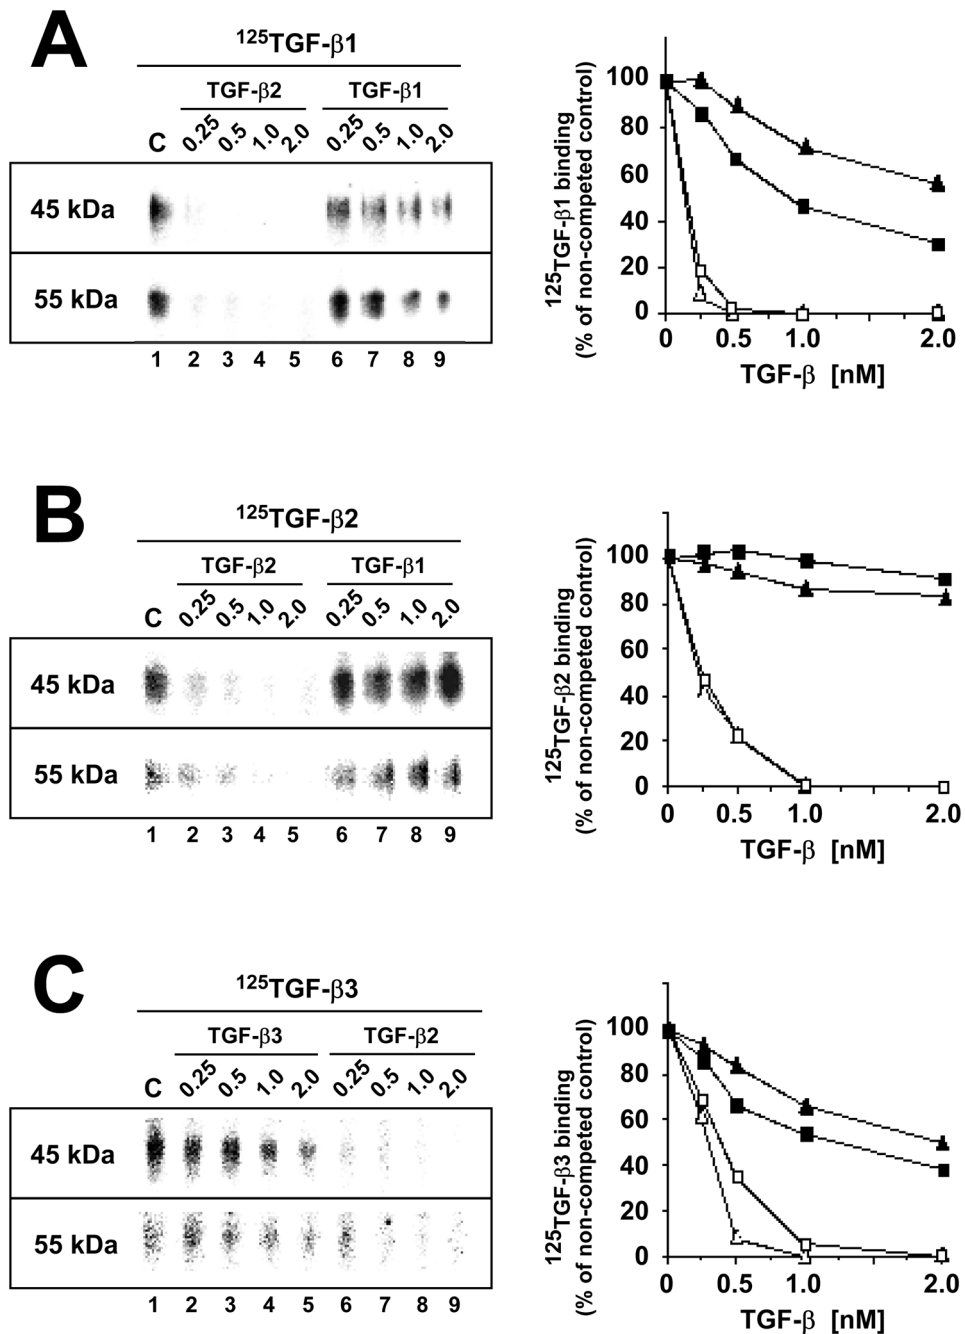 A
¹²⁵TGF-β1
TGF-β2 TGF-β1
C 0.25 0.5 1.0 2.0 0.25 0.5 1.0 2.0
45 kDa
55 kDa
1 2 3 4 5 6 7 8 9
¹²⁵TGF-β1 binding
(% of non-competed control)
100
80
60
40
20
0
0 0.5 1.0 2.0
TGF-β [nM]
B
¹²⁵TGF-β2
TGF-β2 TGF-β1
C 0.25 0.5 1.0 2.0 0.25 0.5 1.0 2.0
45 kDa
55 kDa
1 2 3 4 5 6 7 8 9
¹²⁵TGF-β2 binding
(% of non-competed control)
100
80
60
40
20
0
0 0.5 1.0 2.0
TGF-β [nM]
C
¹²⁵TGF-β3
TGF-β3 TGF-β2
C 0.25 0.5 1.0 2.0 0.25 0.5 1.0 2.0
45 kDa
55 kDa
1 2 3 4 5 6 7 8 9
¹²⁵TGF-β3 binding
(% of non-competed control)
100
80
60
40
20
0
0 0.5 1.0 2.0
TGF-β [nM]